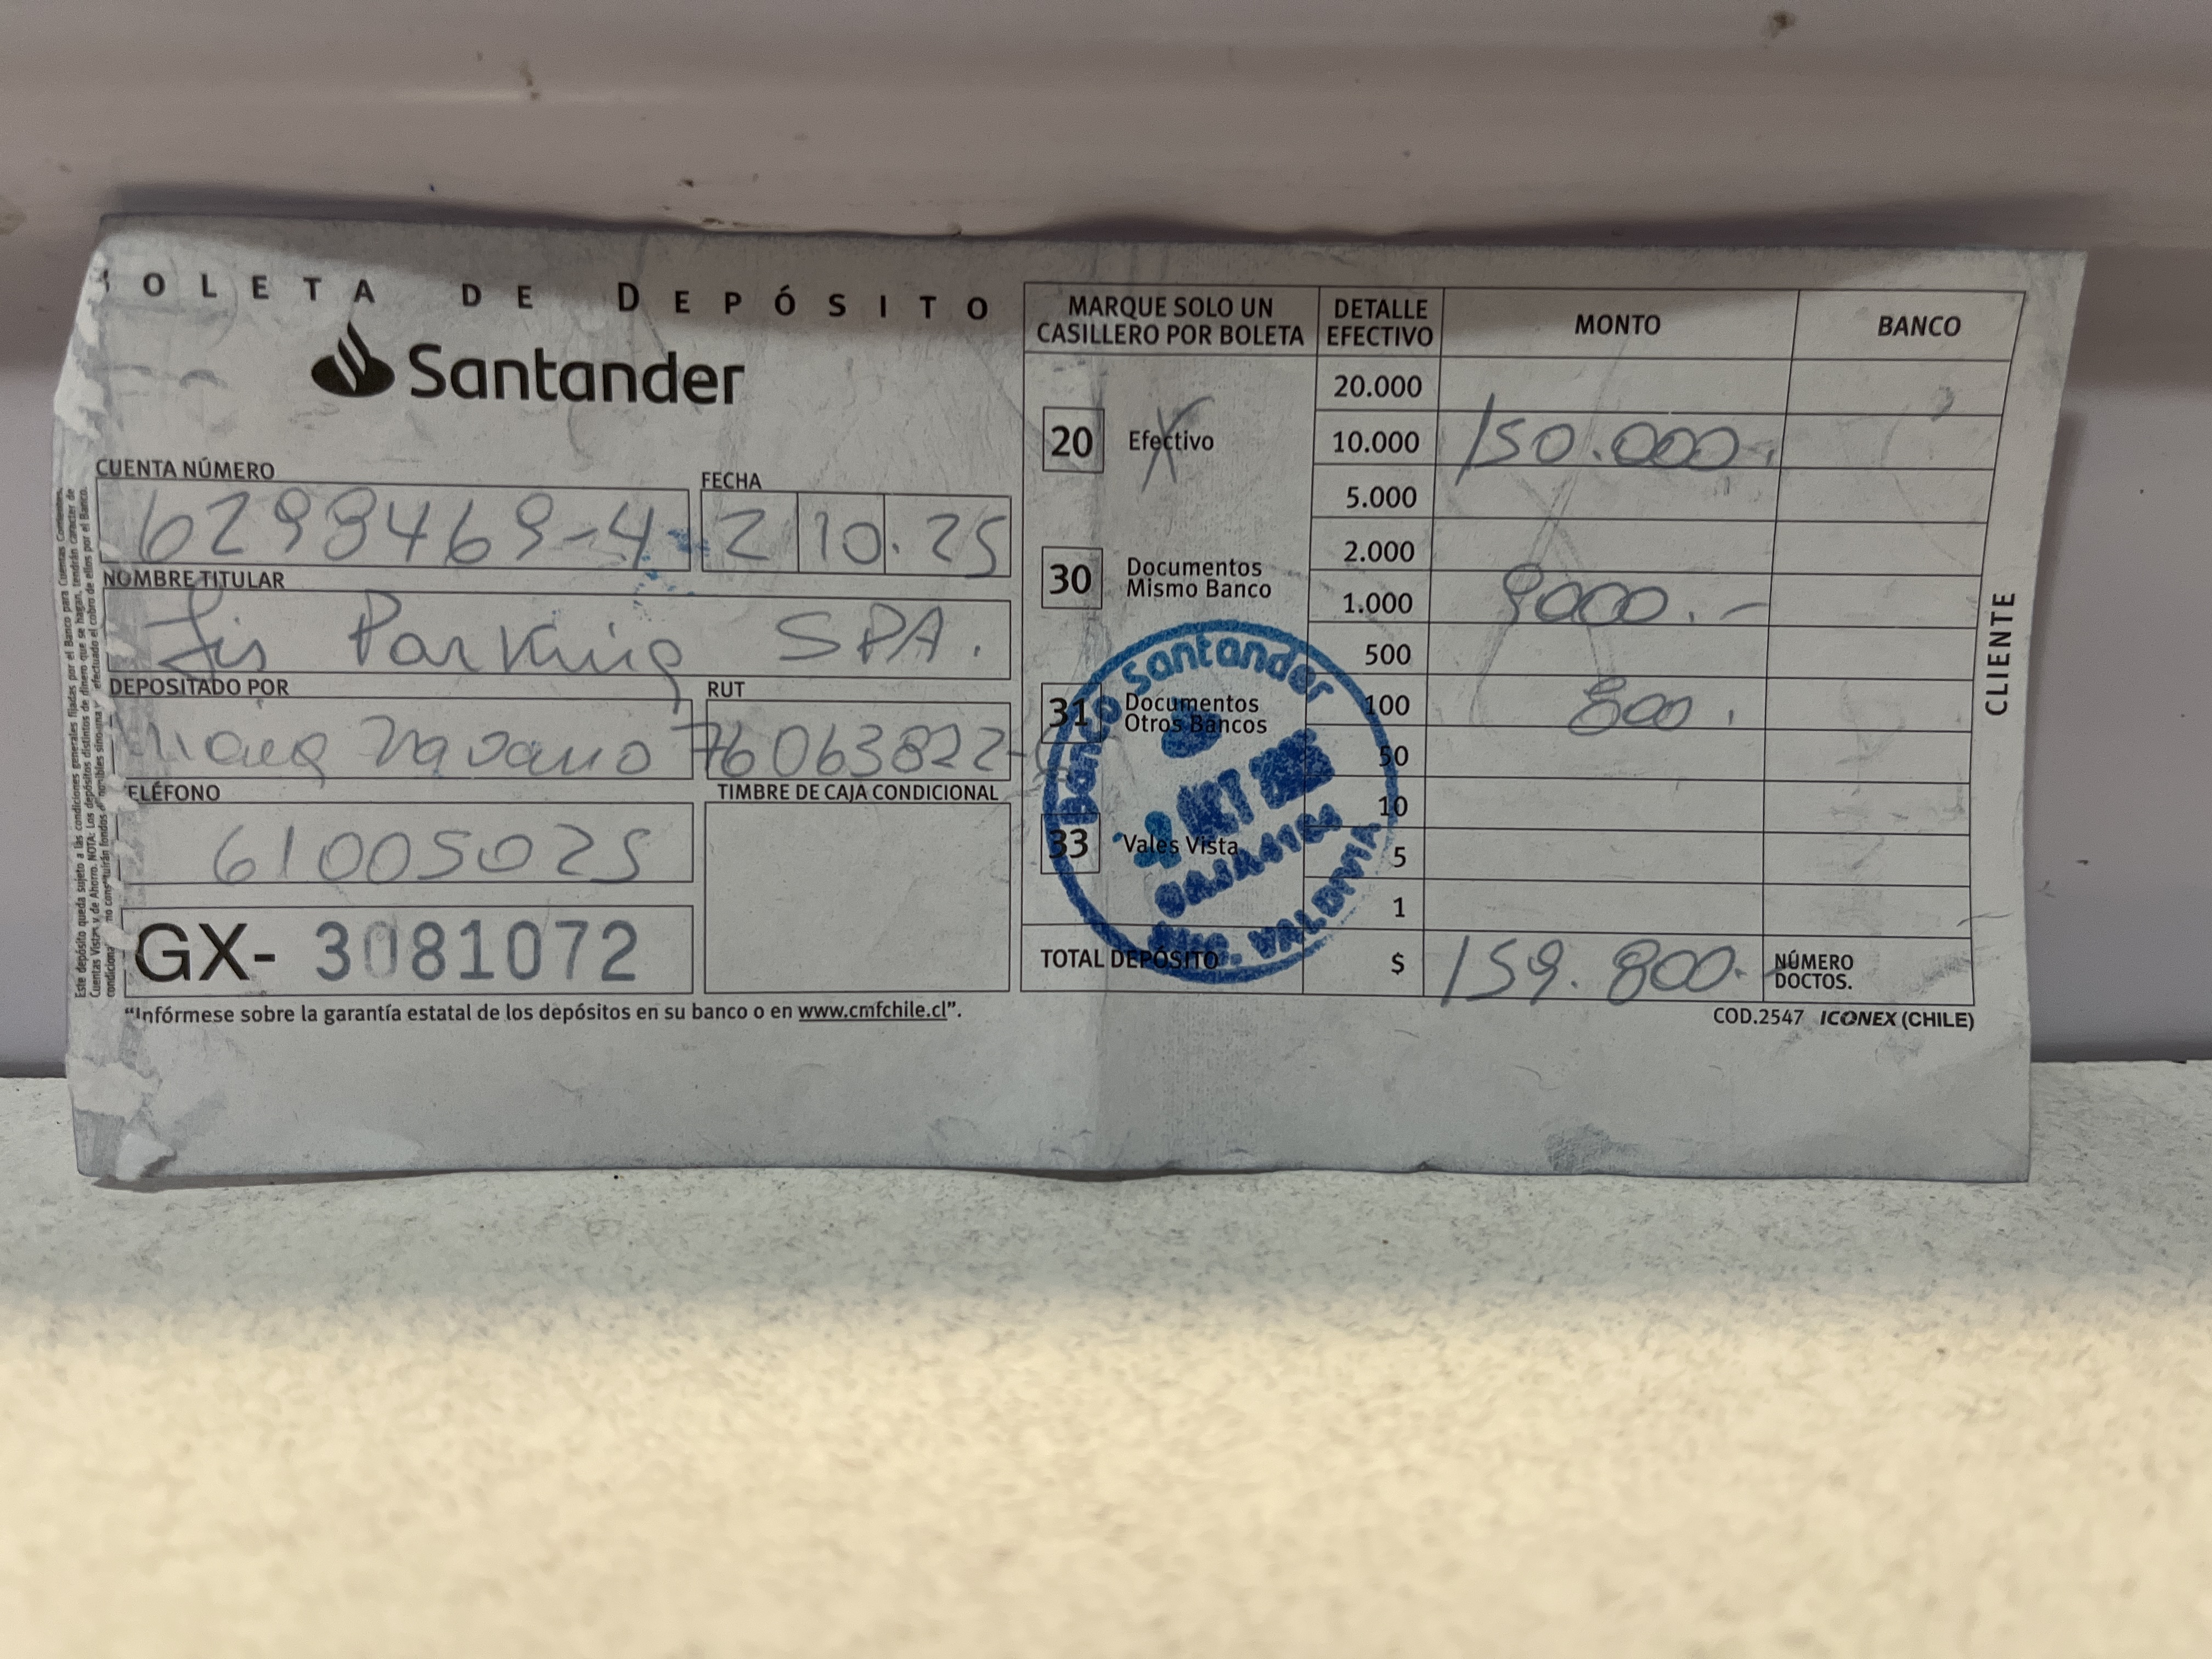 OLETA DE DEPÓSITO
Santander
CUENTA NÚMERO
6298469-4
FECHA
2 10. 25
NOMBRE TITULAR
Lis Parking SPA.
DEPOSITADO POR
Navarro
RUT
76063822-
ELÉFONO
61005025
TIMBRE DE CAJA CONDICIONAL
GX- 3081072
"Infórmese sobre la garantía estatal de los depósitos en su banco o en www.cmfchile.cl".
MARQUE SOLO UN
CASILLERO POR BOLETA
DETALLE
EFECTIVO
MONTO
BANCO
20 Efectivo X
30 Documentos
Mismo Banco
31 Documentos
Otros Bancos
33 Vales Vista
20.000
10.000 150.000.
5.000
2.000
1.000 9000.-
500
100 800.
50
10
5
1
TOTAL DEPÓSITO $ 159.800.-
NÚMERO
DOCTOS.
Banco Santander
VALDIVIA
CLIENTE
COD.2547 ICONEX (CHILE)